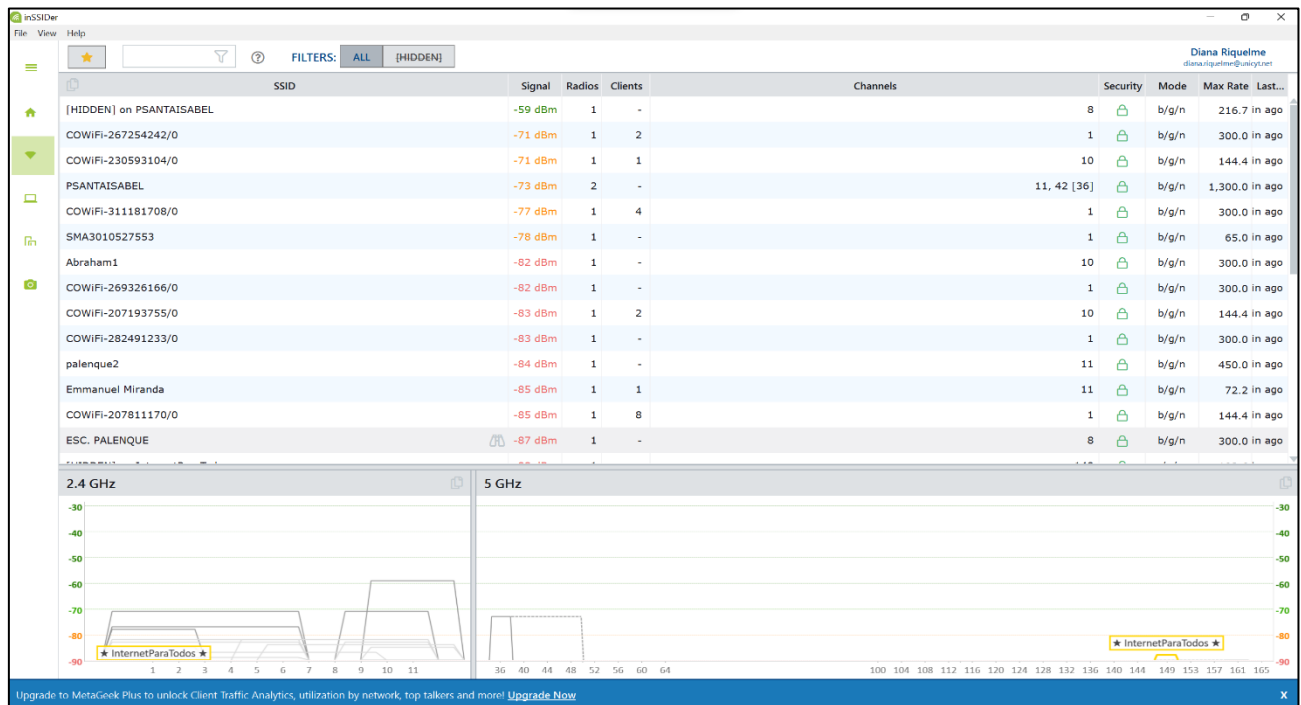 inSSIDer
File View Help
FILTERS: ALL [HIDDEN]
Diana Riquelme
diana.riquelme@unicyt.net
SSID Signal Radios Clients Channels Security Mode Max Rate Last...
[HIDDEN] on PSANTAISABEL -59 dBm 1 - 8 b/g/n 216.7 in ago
COWiFi-267254242/0 -71 dBm 1 2 1 b/g/n 300.0 in ago
COWiFi-230593104/0 -71 dBm 1 1 10 b/g/n 144.4 in ago
PSANTAISABEL -73 dBm 2 - 11, 42 [36] b/g/n 1,300.0 in ago
COWiFi-311181708/0 -77 dBm 1 4 1 b/g/n 300.0 in ago
SMA3010527553 -78 dBm 1 - 1 b/g/n 65.0 in ago
Abraham1 -82 dBm 1 - 10 b/g/n 300.0 in ago
COWiFi-269326166/0 -82 dBm 1 - 1 b/g/n 300.0 in ago
COWiFi-207193755/0 -83 dBm 1 2 10 b/g/n 144.4 in ago
COWiFi-282491233/0 -83 dBm 1 - 1 b/g/n 300.0 in ago
palenque2 -84 dBm 1 - 11 b/g/n 450.0 in ago
Emmanuel Miranda -85 dBm 1 1 11 b/g/n 72.2 in ago
COWiFi-207811170/0 -85 dBm 1 8 1 b/g/n 144.4 in ago
ESC. PALENQUE -87 dBm 1 - 8 b/g/n 300.0 in ago
2.4 GHz
-30
-40
-50
-60
-70
-80
-90
★ InternetParaTodos ★
1 2 3 4 5 6 7 8 9 10 11
5 GHz
-30
-40
-50
-60
-70
-80
-90
★ InternetParaTodos ★
36 40 44 48 52 56 60 64 100 104 108 112 116 120 124 128 132 136 140 144 149 153 157 161 165
Upgrade to MetaGeek Plus to unlock Client Traffic Analytics, utilization by network, top talkers and more! Upgrade Now X